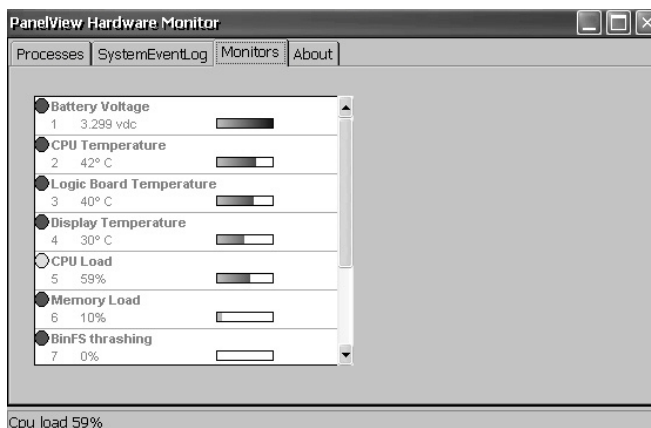 PanelView Hardware Monitor
Processes SystemEventLog Monitors About
Battery Voltage
1 3.299 vdc
CPU Temperature
2 42° C
Logic Board Temperature
3 40° C
Display Temperature
4 30° C
CPU Load
5 59%
Memory Load
6 10%
BinFS thrashing
7 0%
Cpu load 59%